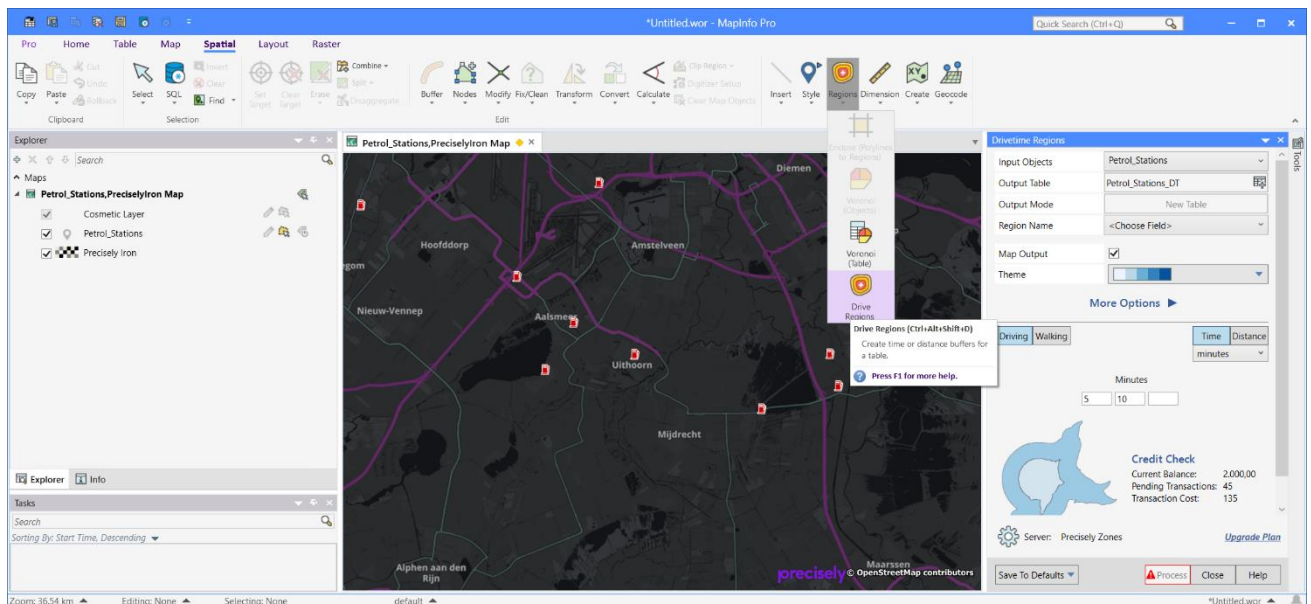 *Untitled.wor - MapInfo Pro
Quick Search (Ctrl+Q)
Pro Home Table Map Spatial Layout Raster
Cut
Undo
Rollback
Copy Paste
Clipboard
Select SQL
Invert
Clear
Find
Selection
Set Target
Clear Target
Erase
Combine
Split
Disaggregate
Buffer Nodes Modify Fix/Clean Transform Convert Calculate
Clip Region
Digitizer Setup
Clear Map Objects
Edit
Insert Style Regions Dimension Create Geocode
Enclose (Polylines to Regions)
Voronoi (Objects)
Voronoi (Table)
Drive Regions
Drive Regions (Ctrl+Alt+Shift+D)
Create time or distance buffers for
a table.
Press F1 for more help.
Explorer
Search
Maps
Petrol_Stations,PreciselyIron Map
Cosmetic Layer
Petrol_Stations
Precisely Iron
Explorer Info
Tasks
Search
Sorting By: Start Time, Descending
Petrol_Stations,PreciselyIron Map
Diemen
Hoofddorp
Amstelveen
egom
Nieuw-Vennep
Aalsmeer
Uithoorn
Mijdrecht
Alphen aan den
Rijn
Maarssen
precisely © OpenStreetMap contributors
Drivetime Regions
Tools
Input Objects Petrol_Stations
Output Table Petrol_Stations_DT
Output Mode New Table
Region Name <Choose Field>
Map Output
Theme
More Options
Driving Walking Time Distance
minutes
Minutes
5 10
Credit Check
Current Balance: 2.000,00
Pending Transactions: 45
Transaction Cost: 135
Server: Precisely Zones Upgrade Plan
Save To Defaults Process Close Help
Zoom: 36,54 km Editing: None Selecting: None default *Untitled.wor